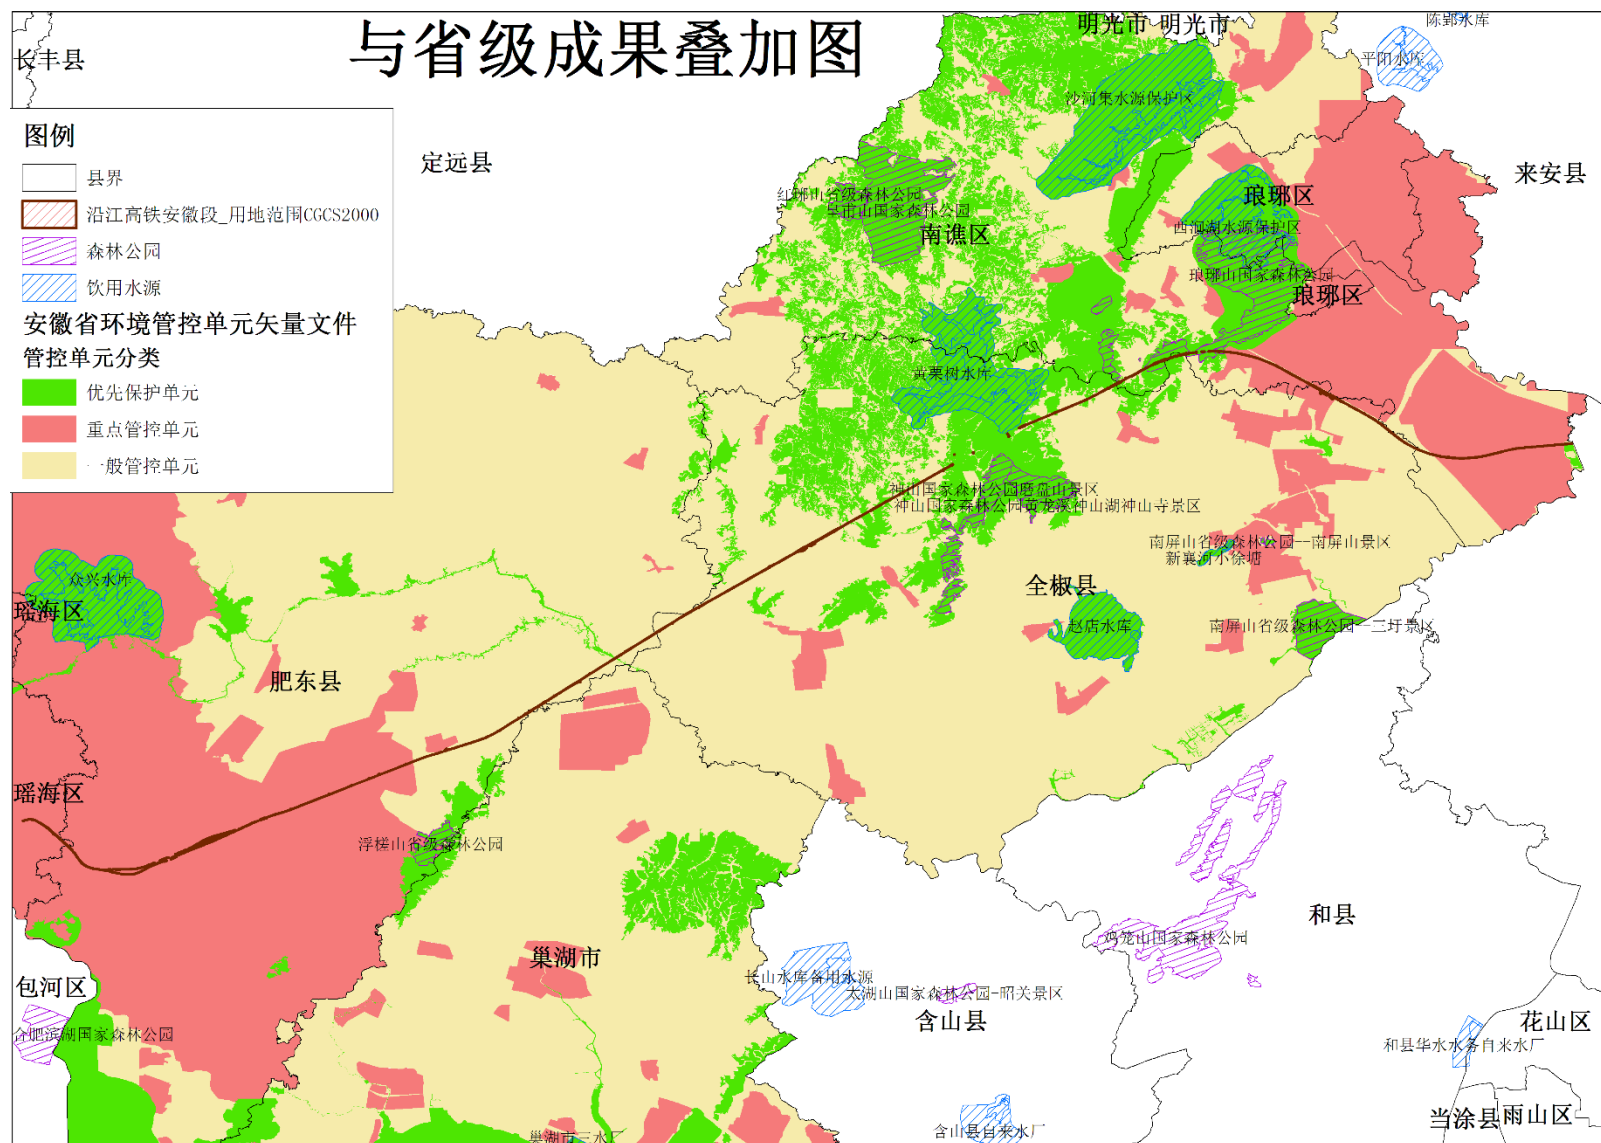 与省级成果叠加图
图例
县界
沿江高铁安徽段_用地范围CGCS2000
森林公园
饮用水源
安徽省环境管控单元矢量文件
管控单元分类
优先保护单元
重点管控单元
一般管控单元
长丰县
定远县
明光市
明光市
陈郢水库
平阳水库
沙河集水源保护区
来安县
红琊山省级森林公园
皇甫山国家森林公园
南谯区
琅琊区
西涧湖水源保护区
琅琊山国家森林公园
琅琊区
黄栗树水库
神山国家森林公园磨盘山景区
神山国家森林公园黄龙溪神山湖神山寺景区
南屏山省级森林公园--南屏山景区
新襄河小徐塘
众兴水库
瑶海区
全椒县
赵店水库
南屏山省级森林公园--三圩景区
肥东县
瑶海区
浮槎山省级森林公园
和县
鸡笼山国家森林公园
巢湖市
长山水库备用水源
太湖山国家森林公园-昭关景区
含山县
包河区
合肥滨湖国家森林公园
花山区
和县华水水务自来水厂
当涂县
雨山区
巢湖市三水厂
含山县自来水厂